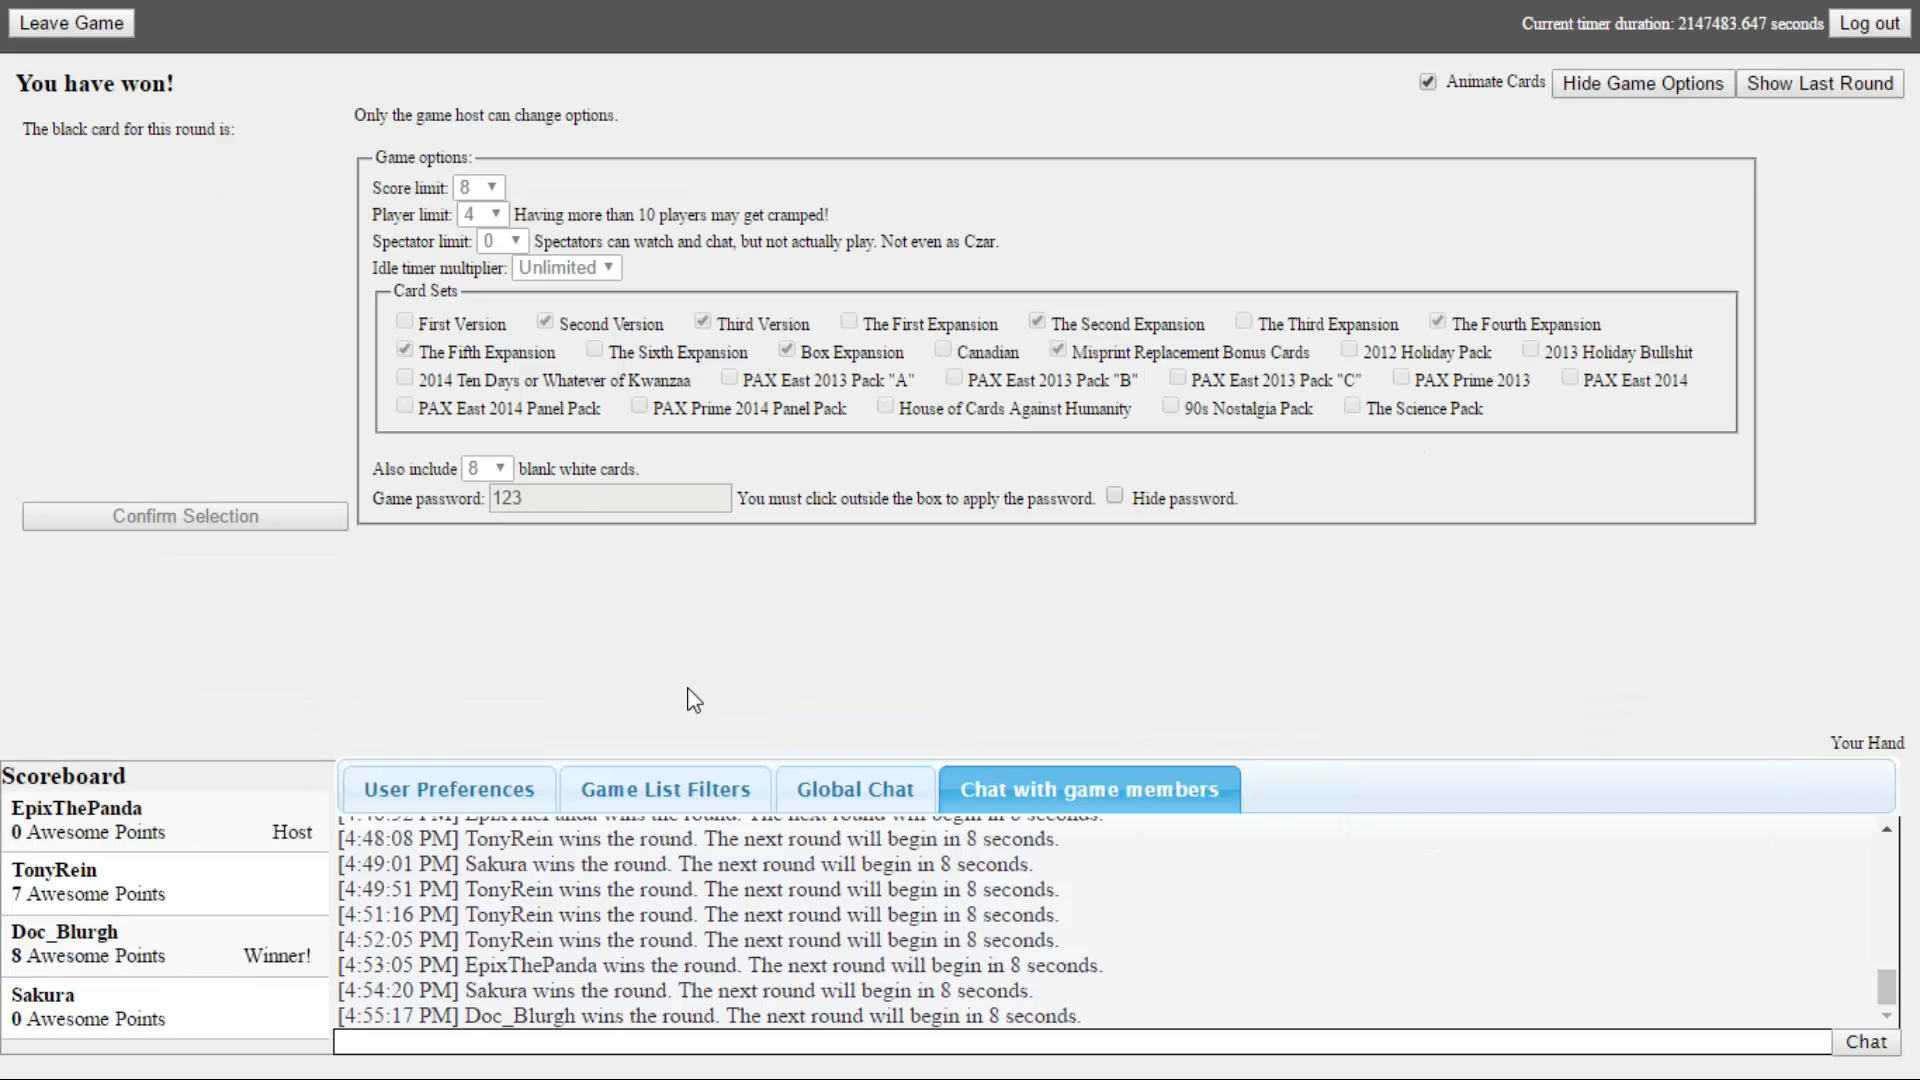 Leave Game
Current timer duration: 2147483.647 seconds Log out
You have won!
Animate Cards Hide Game Options Show Last Round
Only the game host can change options.
The black card for this round is:
Game options:
Score limit: 8
Player limit: 4 Having more than 10 players may get cramped!
Spectator limit: 0 Spectators can watch and chat, but not actually play. Not even as Czar.
Idle timer multiplier: Unlimited
Card Sets
First Version Second Version Third Version The First Expansion The Second Expansion The Third Expansion The Fourth Expansion
The Fifth Expansion The Sixth Expansion Box Expansion Canadian Misprint Replacement Bonus Cards 2012 Holiday Pack 2013 Holiday Bullshit
2014 Ten Days or Whatever of Kwanzaa PAX East 2013 Pack "A" PAX East 2013 Pack "B" PAX East 2013 Pack "C" PAX Prime 2013 PAX East 2014
PAX East 2014 Panel Pack PAX Prime 2014 Panel Pack House of Cards Against Humanity 90s Nostalgia Pack The Science Pack
Also include 8 blank white cards.
Game password: 123 You must click outside the box to apply the password. Hide password.
Confirm Selection
Your Hand
Scoreboard
EpixThePanda
0 Awesome Points Host
TonyRein
7 Awesome Points
Doc_Blurgh
8 Awesome Points Winner!
Sakura
0 Awesome Points
User Preferences Game List Filters Global Chat Chat with game members
EpixThePanda wins the round. The next round will begin in 8 seconds.
[4:48:08 PM] TonyRein wins the round. The next round will begin in 8 seconds.
[4:49:01 PM] Sakura wins the round. The next round will begin in 8 seconds.
[4:49:51 PM] TonyRein wins the round. The next round will begin in 8 seconds.
[4:51:16 PM] TonyRein wins the round. The next round will begin in 8 seconds.
[4:52:05 PM] TonyRein wins the round. The next round will begin in 8 seconds.
[4:53:05 PM] EpixThePanda wins the round. The next round will begin in 8 seconds.
[4:54:20 PM] Sakura wins the round. The next round will begin in 8 seconds.
[4:55:17 PM] Doc_Blurgh wins the round. The next round will begin in 8 seconds.
Chat